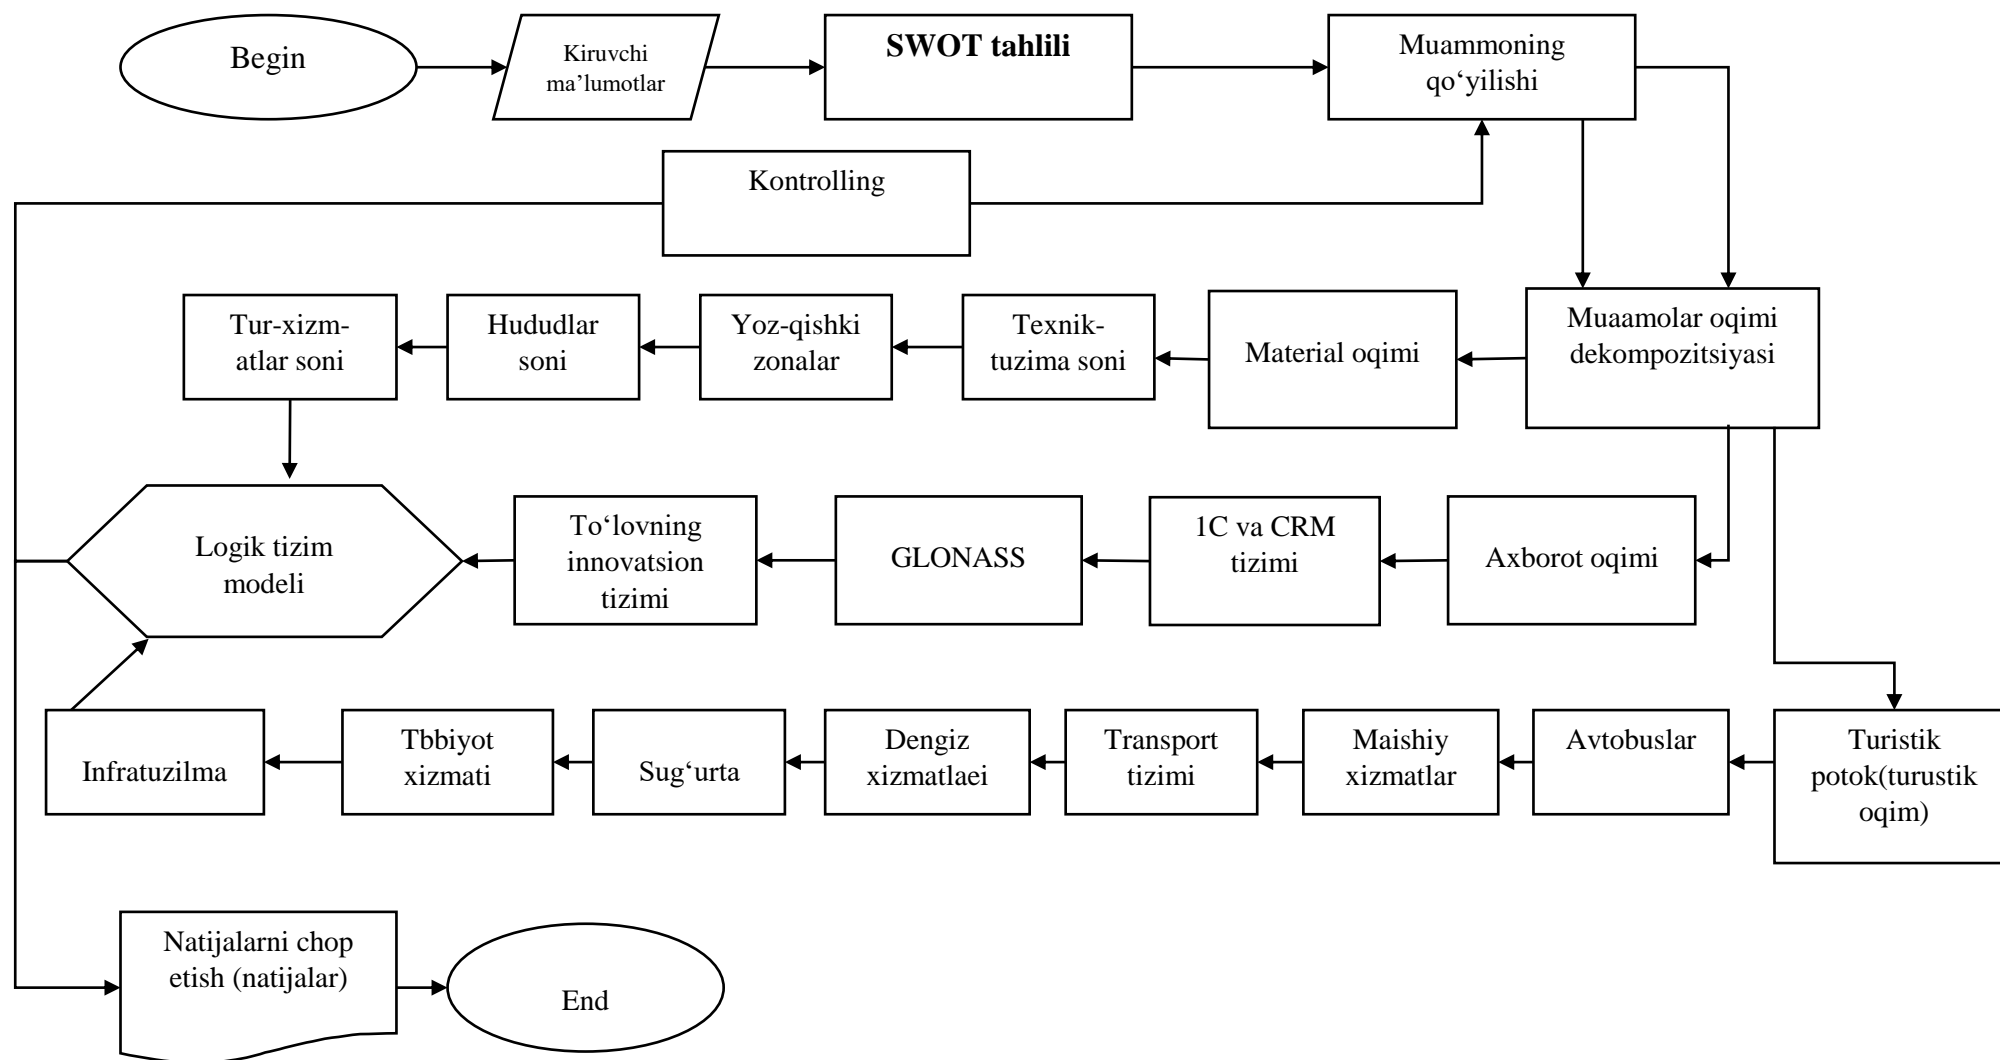 Begin
Kiruvchi
ma’lumotlar
SWOT tahlili
Muammoning
qo‘yilishi
Kontrolling
Tur-xizm-
atlar soni
Hududlar
soni
Yoz-qishki
zonalar
Texnik-
tuzima soni
Material oqimi
Muaamolar oqimi
dekompozitsiyasi
Logik tizim
modeli
To‘lovning
innovatsion
tizimi
GLONASS
1C va CRM
tizimi
Axborot oqimi
Infratuzilma
Tbbiyot
xizmati
Sug‘urta
Dengiz
xizmatlaei
Transport
tizimi
Maishiy
xizmatlar
Avtobuslar
Turistik
potok(turustik
oqim)
Natijalarni chop
etish (natijalar)
End